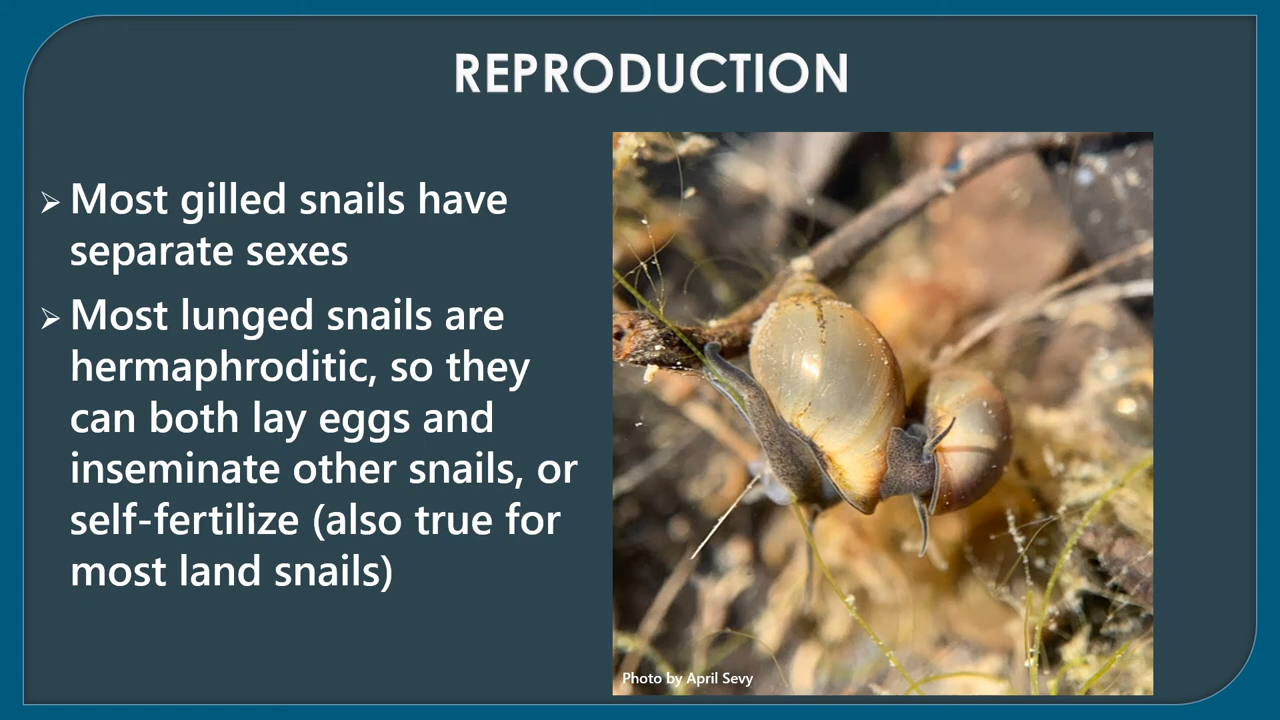 REPRODUCTION
➢ Most gilled snails have
separate sexes
➢ Most lunged snails are
hermaphroditic, so they
can both lay eggs and
inseminate other snails, or
self-fertilize (also true for
most land snails)
Photo by April Sevy